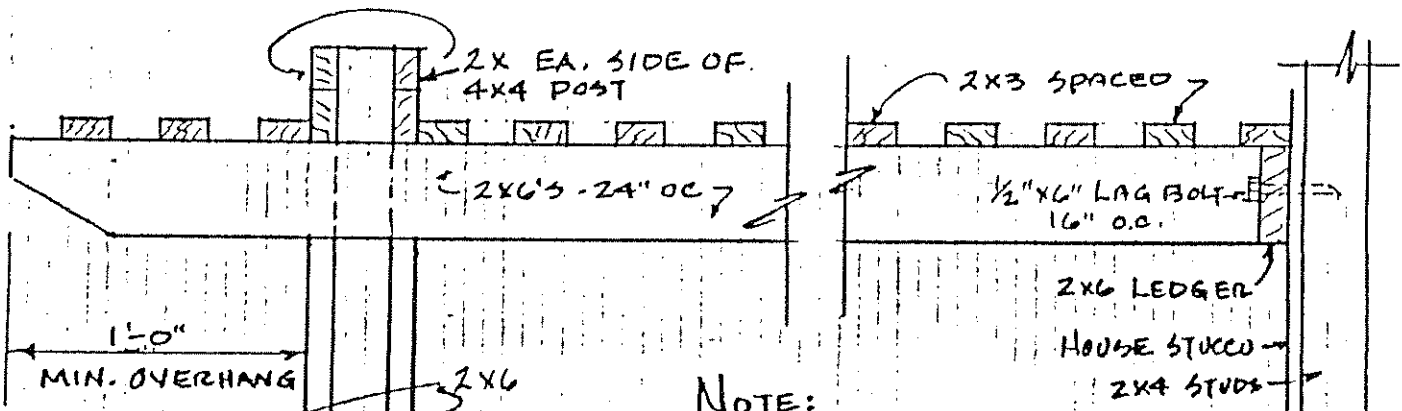 2X EA. SIDE OF
4X4 POST
2X3 SPACED
2X6'S -24" OC
1/2"X6" LAG BOLT
16" O.C.
2X6 LEDGER
1'-0"
MIN. OVERHANG
HOUSE STUCCO
2X4 STUDS
2X6
NOTE: